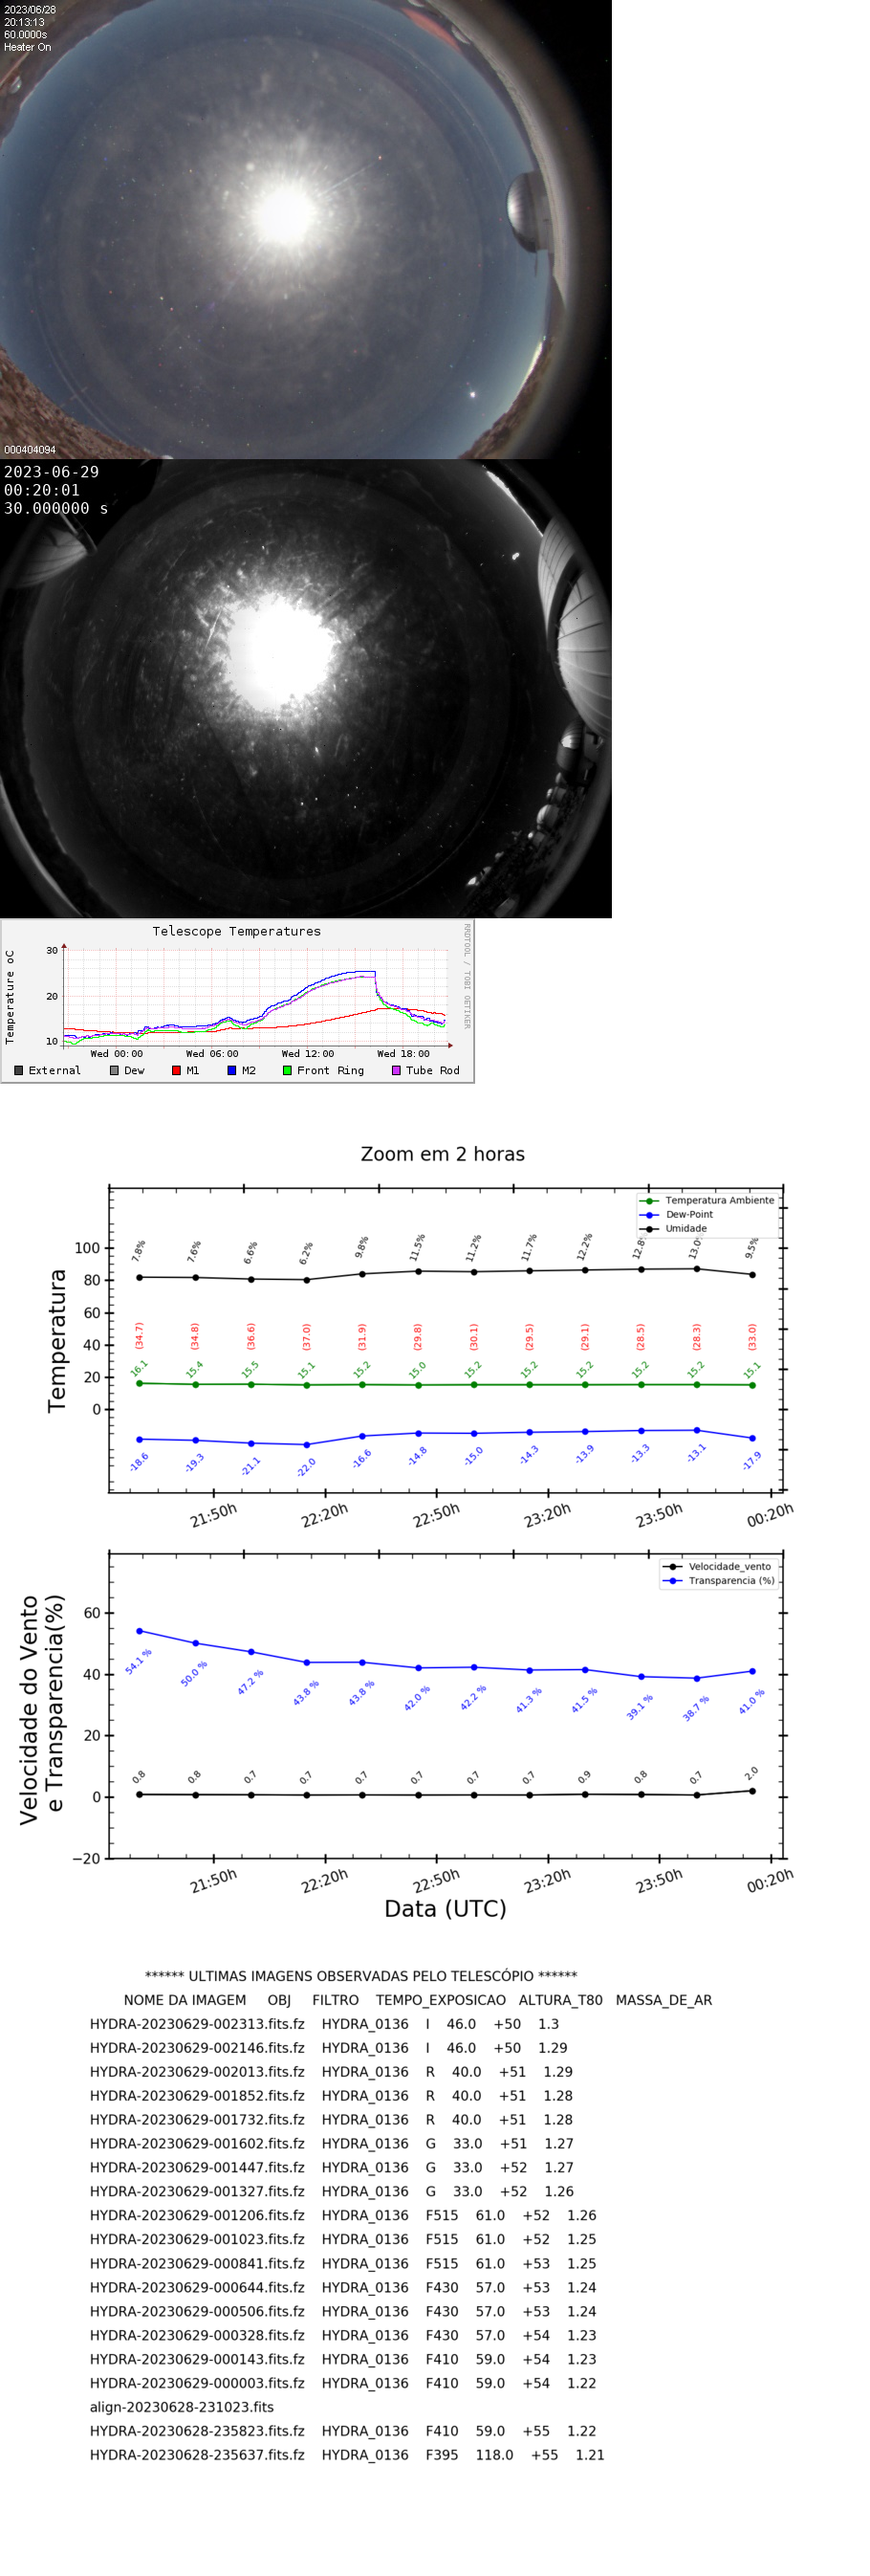 2023/06/28
20:13:13
60.0000s
Heater On
000404094
2023-06-29
00:20:01
30.000000 s
Telescope Temperatures
RRDTOOL / TOBI OETIKER
Temperature oC
30
20
10
Wed 00:00 Wed 06:00 Wed 12:00 Wed 18:00
External Dew M1 M2 Front Ring Tube Rod
Zoom em 2 horas
Temperatura Ambiente
Dew-Point
Umidade
Temperatura
100
80
60
40
20
0
7.8% 7.6% 6.6% 6.2% 9.8% 11.5% 11.2% 11.7% 12.2% 12.8% 13.0% 9.5%
(34.7) (34.8) (36.6) (37.0) (31.9) (29.8) (30.1) (29.5) (29.1) (28.5) (28.3) (33.0)
16.1 15.4 15.5 15.1 15.2 15.0 15.2 15.2 15.2 15.2 15.2 15.1
-18.6 -19.3 -21.1 -22.0 -16.6 -14.8 -15.0 -14.3 -13.9 -13.3 -13.1 -17.9
21:50h 22:20h 22:50h 23:20h 23:50h 00:20h
Velocidade_vento
Transparencia (%)
Velocidade do Vento
e Transparencia(%)
60
40
20
0
−20
54.1 % 50.0 % 47.2 % 43.8 % 43.8 % 42.0 % 42.2 % 41.3 % 41.5 % 39.1 % 38.7 % 41.0 %
0.8 0.8 0.7 0.7 0.7 0.7 0.7 0.7 0.9 0.8 0.7 2.0
21:50h 22:20h 22:50h 23:20h 23:50h 00:20h
Data (UTC)
****** ULTIMAS IMAGENS OBSERVADAS PELO TELESCÓPIO ******
NOME DA IMAGEM OBJ FILTRO TEMPO_EXPOSICAO ALTURA_T80 MASSA_DE_AR
HYDRA-20230629-002313.fits.fz HYDRA_0136 I 46.0 +50 1.3
HYDRA-20230629-002146.fits.fz HYDRA_0136 I 46.0 +50 1.29
HYDRA-20230629-002013.fits.fz HYDRA_0136 R 40.0 +51 1.29
HYDRA-20230629-001852.fits.fz HYDRA_0136 R 40.0 +51 1.28
HYDRA-20230629-001732.fits.fz HYDRA_0136 R 40.0 +51 1.28
HYDRA-20230629-001602.fits.fz HYDRA_0136 G 33.0 +51 1.27
HYDRA-20230629-001447.fits.fz HYDRA_0136 G 33.0 +52 1.27
HYDRA-20230629-001327.fits.fz HYDRA_0136 G 33.0 +52 1.26
HYDRA-20230629-001206.fits.fz HYDRA_0136 F515 61.0 +52 1.26
HYDRA-20230629-001023.fits.fz HYDRA_0136 F515 61.0 +52 1.25
HYDRA-20230629-000841.fits.fz HYDRA_0136 F515 61.0 +53 1.25
HYDRA-20230629-000644.fits.fz HYDRA_0136 F430 57.0 +53 1.24
HYDRA-20230629-000506.fits.fz HYDRA_0136 F430 57.0 +53 1.24
HYDRA-20230629-000328.fits.fz HYDRA_0136 F430 57.0 +54 1.23
HYDRA-20230629-000143.fits.fz HYDRA_0136 F410 59.0 +54 1.23
HYDRA-20230629-000003.fits.fz HYDRA_0136 F410 59.0 +54 1.22
align-20230628-231023.fits
HYDRA-20230628-235823.fits.fz HYDRA_0136 F410 59.0 +55 1.22
HYDRA-20230628-235637.fits.fz HYDRA_0136 F395 118.0 +55 1.21